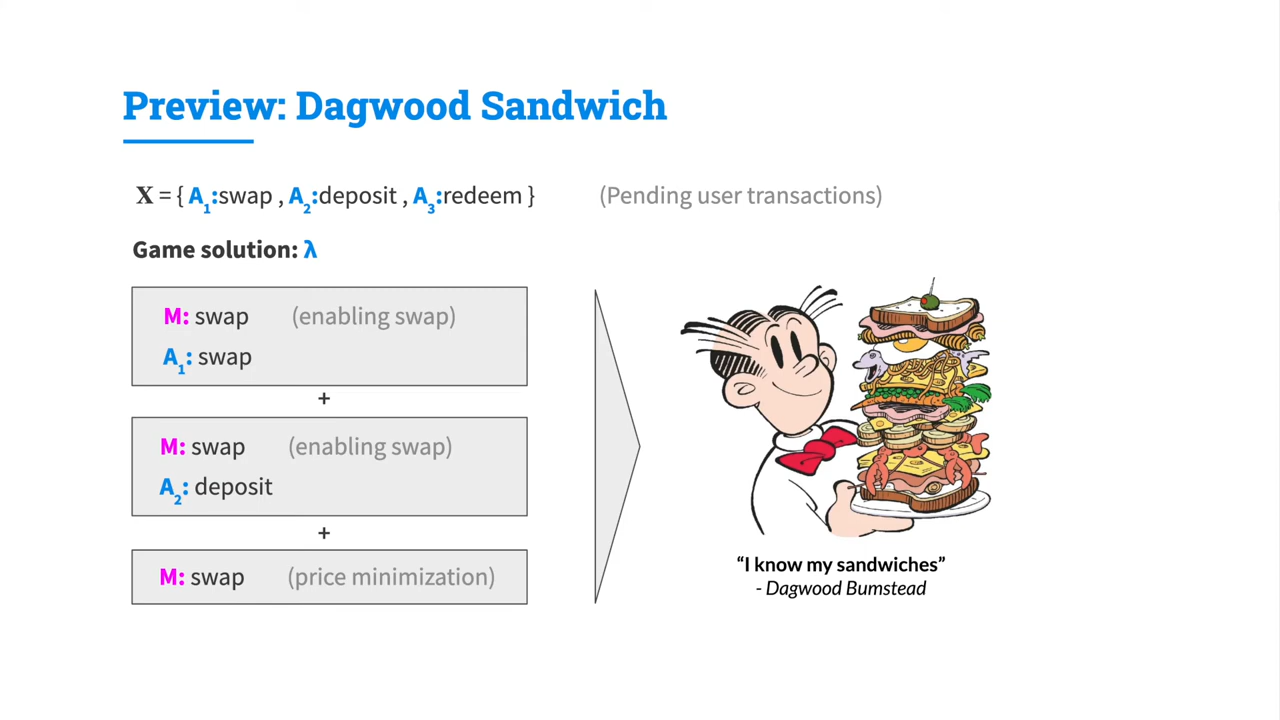 Preview: Dagwood Sandwich
X = { A1:swap , A2:deposit , A3:redeem } (Pending user transactions)
Game solution: λ
M: swap (enabling swap)
A1: swap
+
M: swap (enabling swap)
A2: deposit
+
M: swap (price minimization)
“I know my sandwiches”
- Dagwood Bumstead